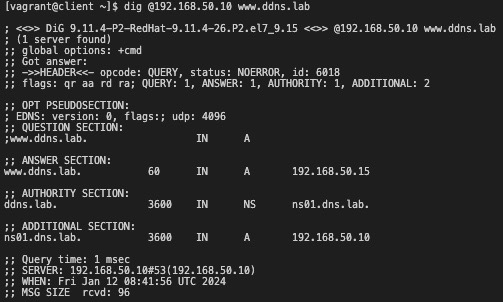 [vagrant@client ~]$ dig @192.168.50.10 www.ddns.lab

; <<>> DiG 9.11.4-P2-RedHat-9.11.4-26.P2.el7_9.15 <<>> @192.168.50.10 www.ddns.lab
; (1 server found)
;; global options: +cmd
;; Got answer:
;; ->>HEADER<<- opcode: QUERY, status: NOERROR, id: 6018
;; flags: qr aa rd ra; QUERY: 1, ANSWER: 1, AUTHORITY: 1, ADDITIONAL: 2

;; OPT PSEUDOSECTION:
; EDNS: version: 0, flags:; udp: 4096
;; QUESTION SECTION:
;www.ddns.lab. IN A

;; ANSWER SECTION:
www.ddns.lab. 60 IN A 192.168.50.15

;; AUTHORITY SECTION:
ddns.lab. 3600 IN NS ns01.dns.lab.

;; ADDITIONAL SECTION:
ns01.dns.lab. 3600 IN A 192.168.50.10

;; Query time: 1 msec
;; SERVER: 192.168.50.10#53(192.168.50.10)
;; WHEN: Fri Jan 12 08:41:56 UTC 2024
;; MSG SIZE rcvd: 96